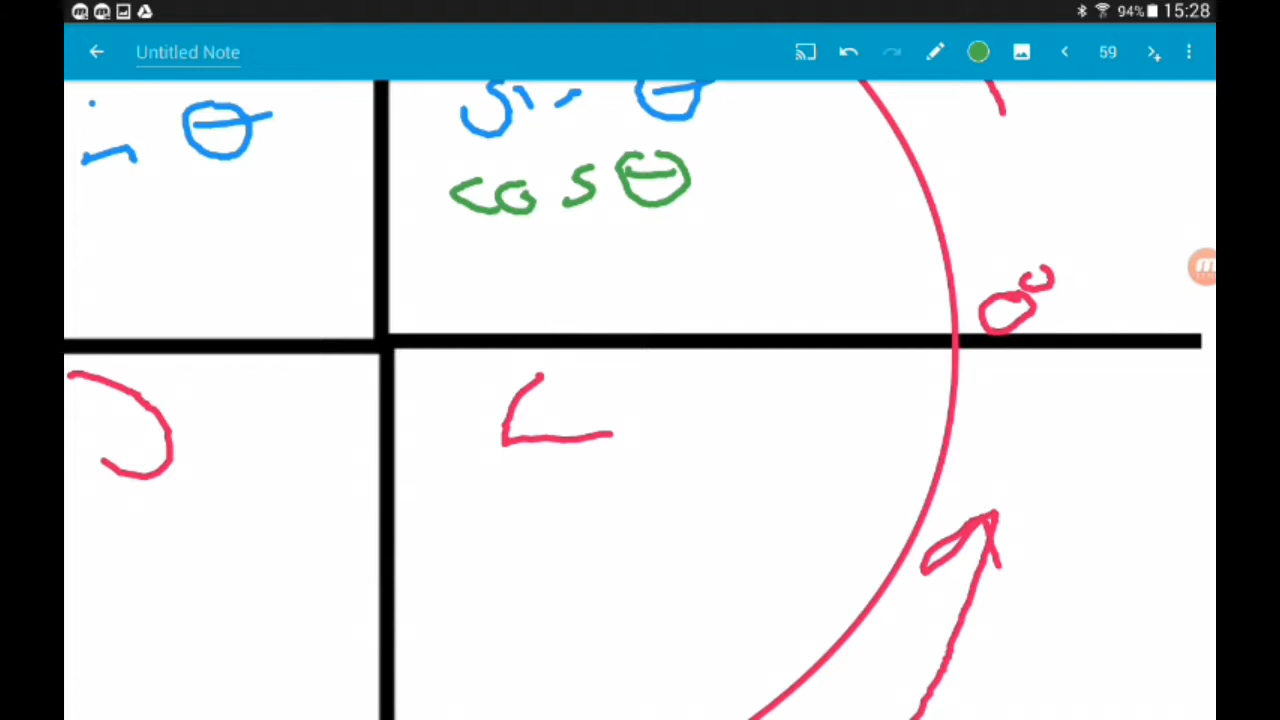 94% 15:28
Untitled Note
59
sin θ
θ
cos θ
0°